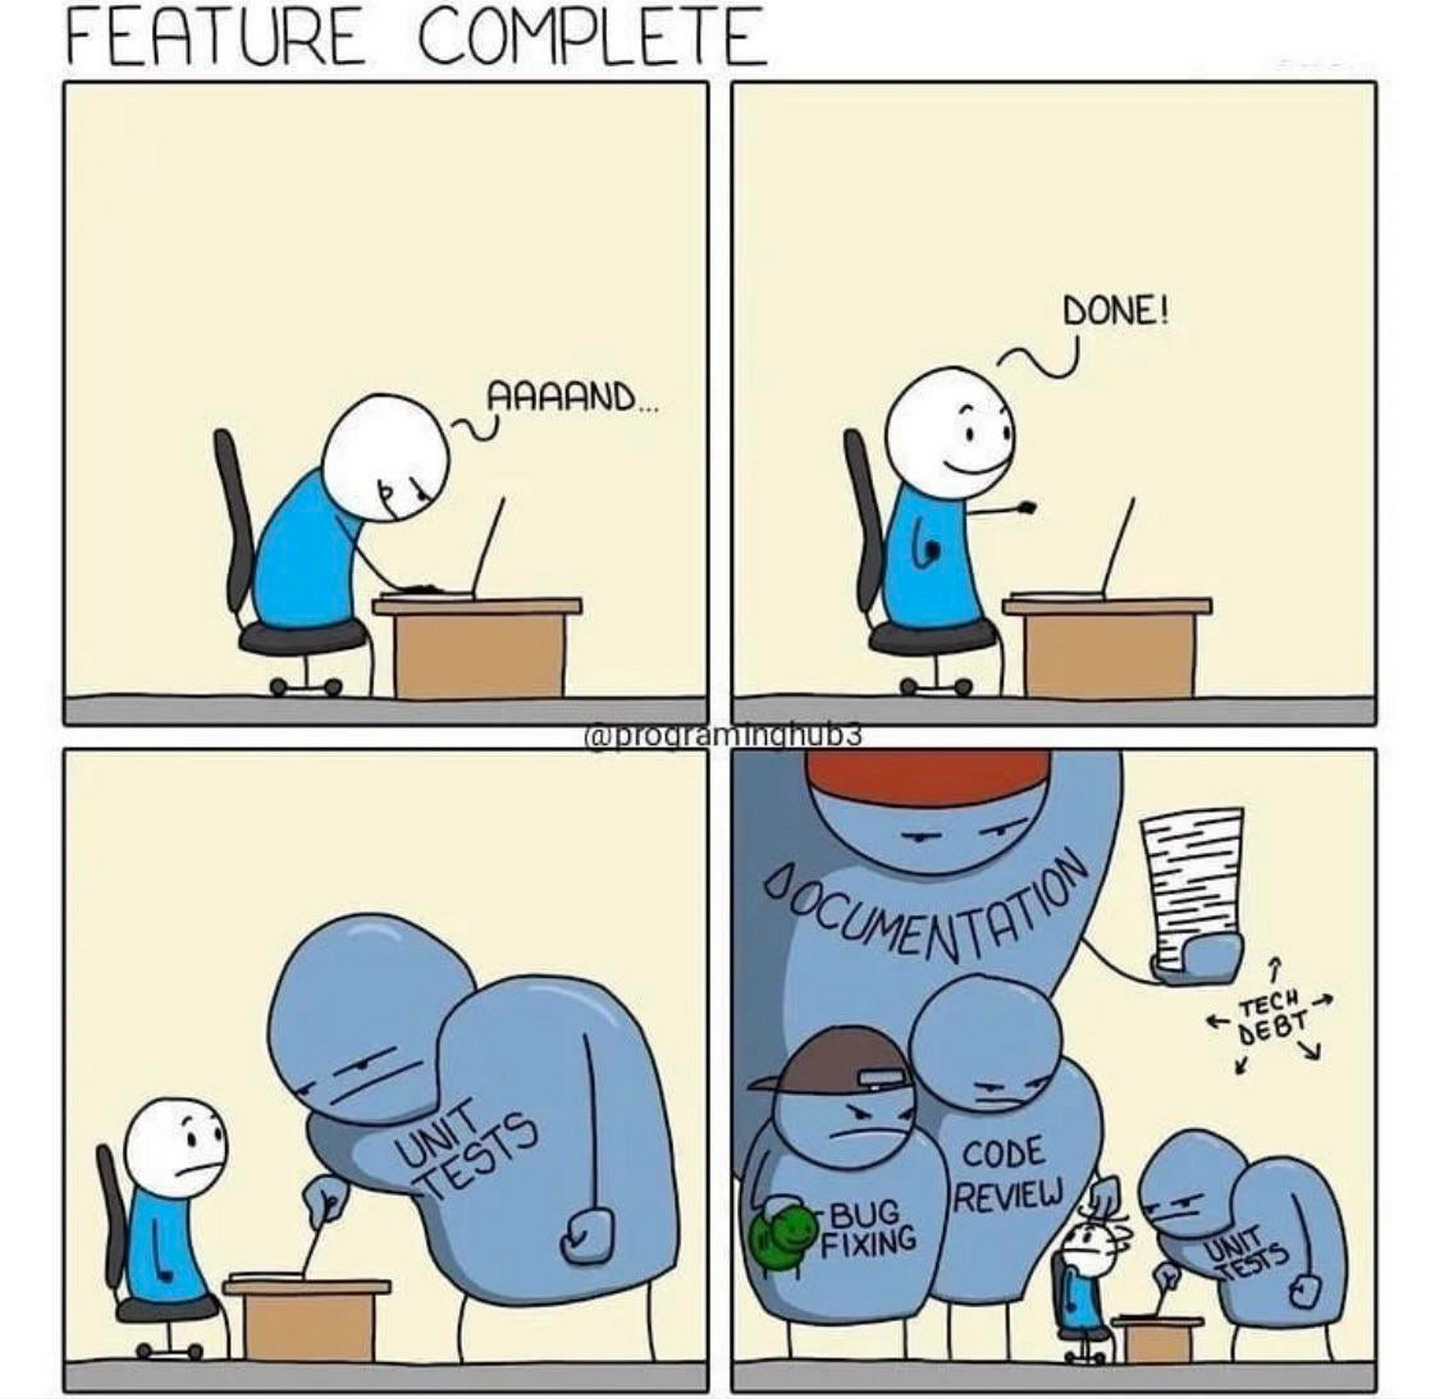 FEATURE COMPLETE
AAAAND...
DONE!
@programinghub3
UNIT
TESTS
DOCUMENTATION
TECH
DEBT
CODE
REVIEW
BUG
FIXING
UNIT
TESTS